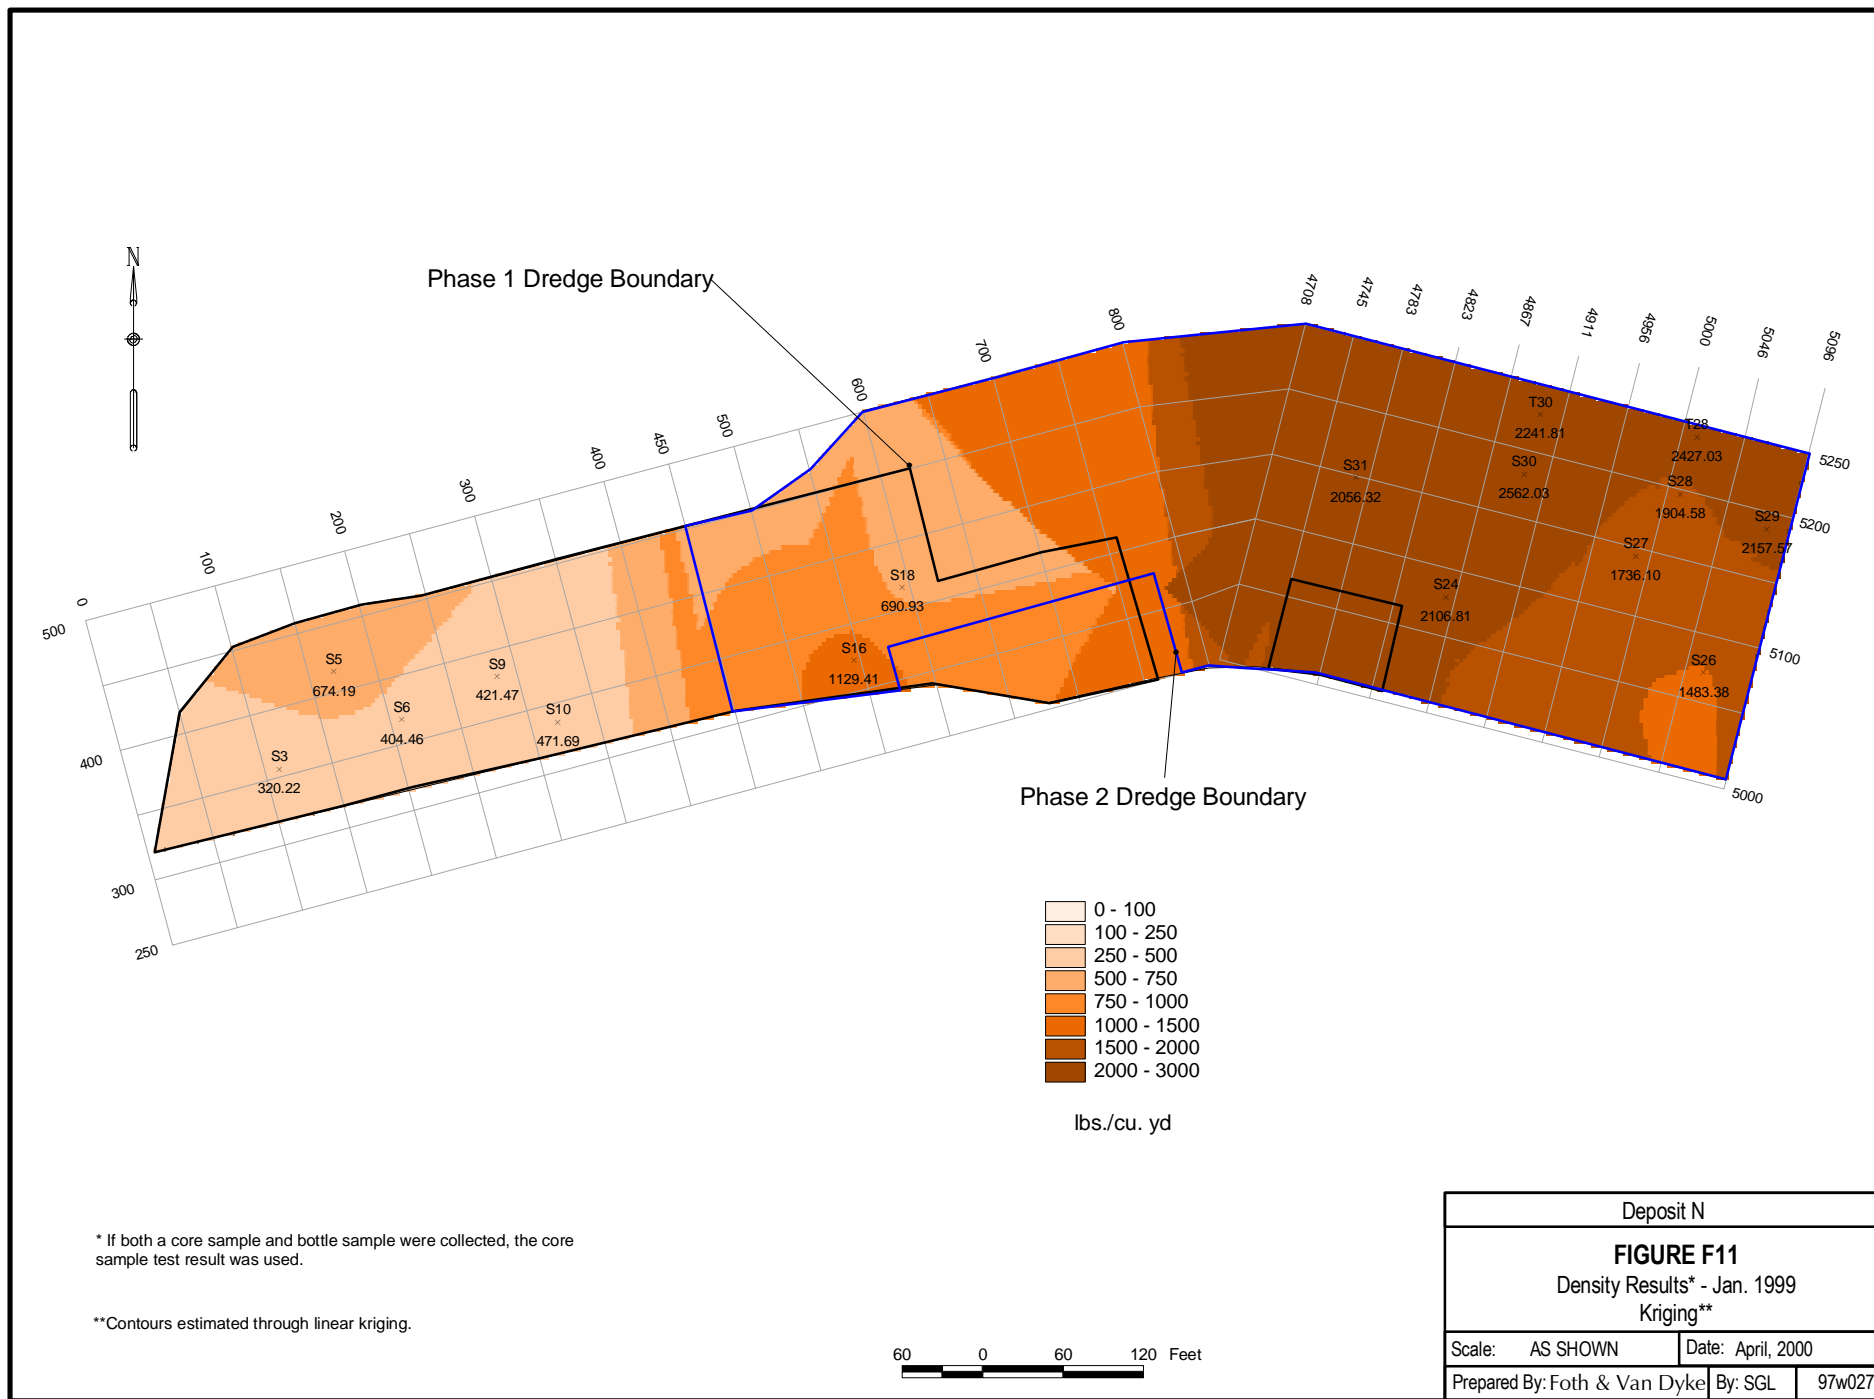 N
Phase 1 Dredge Boundary
4708
4745
4783
4823
4867
4911
4956
5000
5046
5096
800
700
600
500
450
400
300
200
100
0
500
400
300
250
T30
2241.81
T28
2427.03
5250
S31
2056.32
S30
2562.03
S28
1904.58
S29
2157.57
5200
S27
1736.10
S18
690.93
S24
2106.81
S5
674.19
S9
421.47
S16
1129.41
S26
1483.38
5100
S6
404.46
S10
471.69
S3
320.22
5000
Phase 2 Dredge Boundary
0 - 100
100 - 250
250 - 500
500 - 750
750 - 1000
1000 - 1500
1500 - 2000
2000 - 3000
lbs./cu. yd
* If both a core sample and bottle sample were collected, the core
sample test result was used.
**Contours estimated through linear kriging.
60 0 60 120 Feet
Deposit N
FIGURE F11
Density Results* - Jan. 1999
Kriging**
Scale: AS SHOWN Date: April, 2000
Prepared By: Foth & Van Dyke By: SGL 97w027